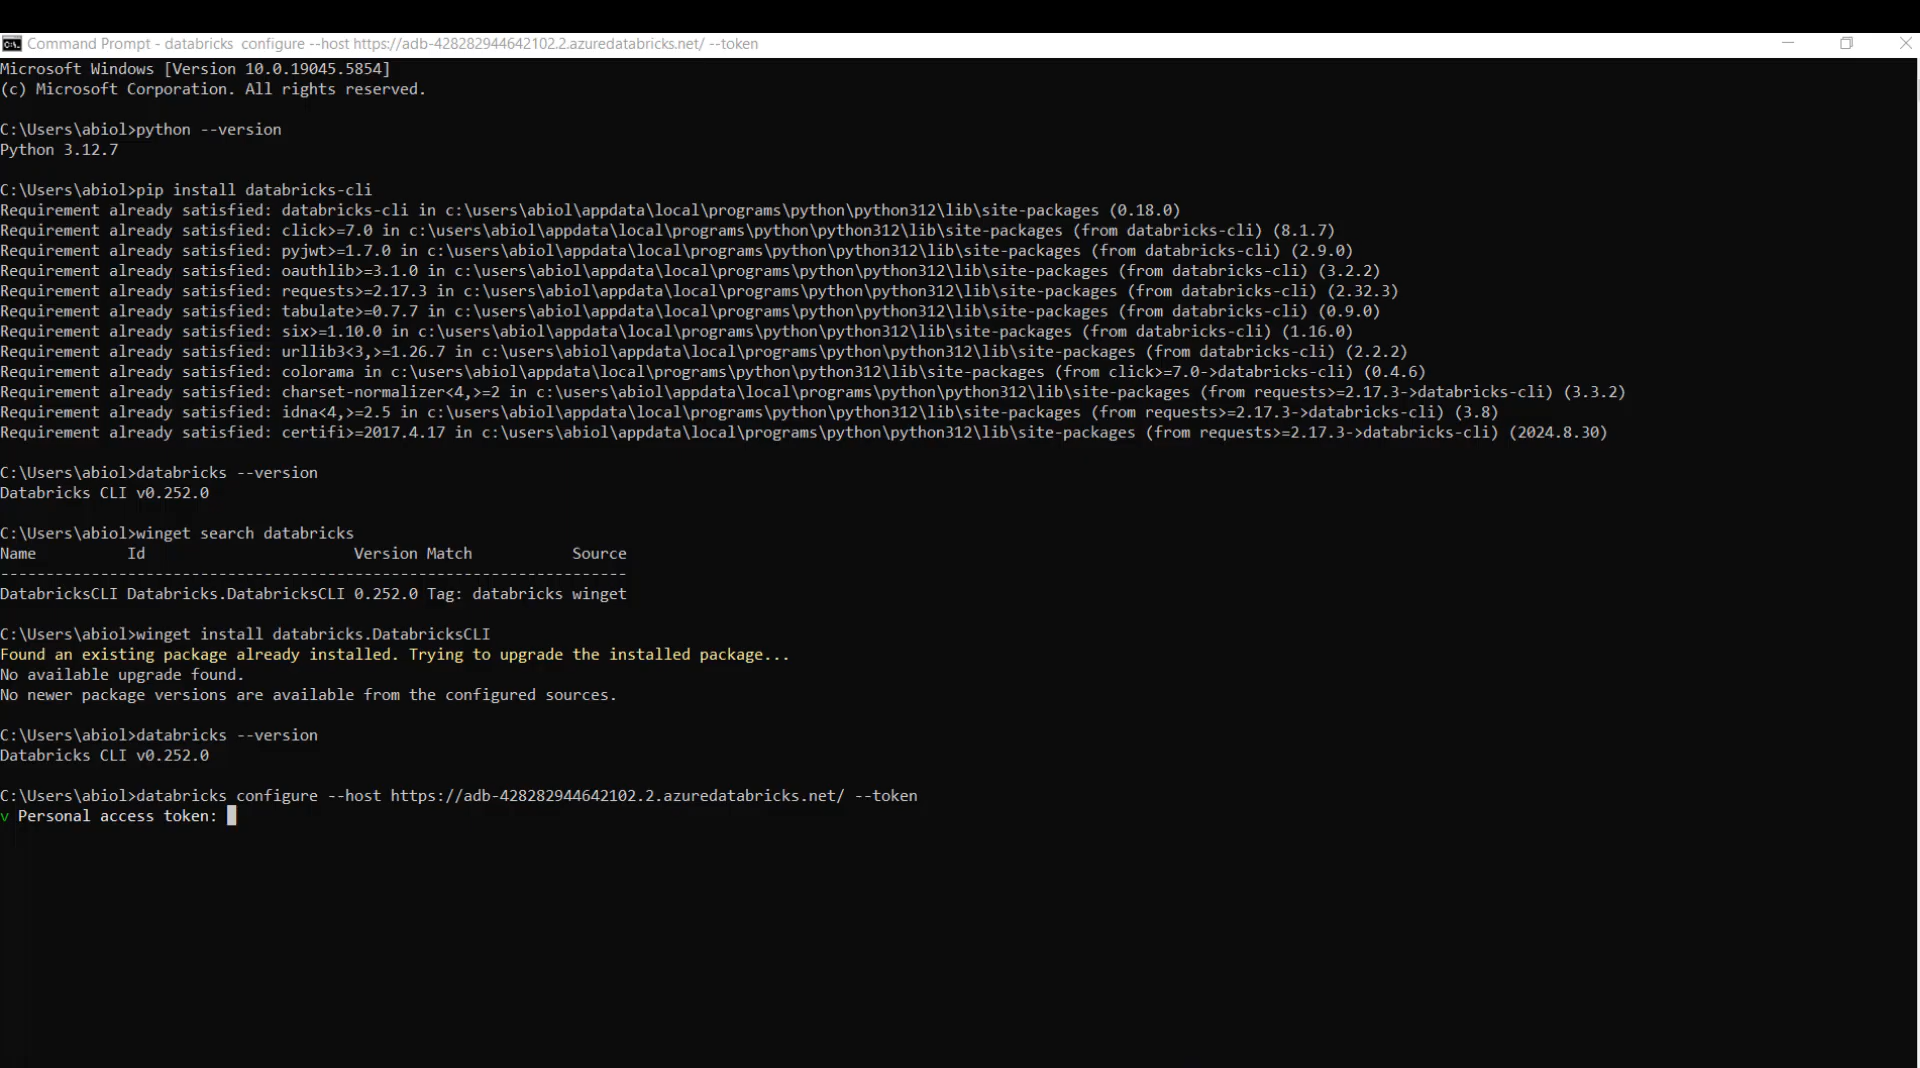 Command Prompt - databricks  configure --host https://adb-428282944642102.2.azuredatabricks.net/ --token
Microsoft Windows [Version 10.0.19045.5854]
(c) Microsoft Corporation. All rights reserved.
C:\Users\abiol>python --version
Python 3.12.7
C:\Users\abiol>pip install databricks-cli
Requirement already satisfied: databricks-cli in c:\users\abiol\appdata\local\programs\python\python312\lib\site-packages (0.18.0)
Requirement already satisfied: click>=7.0 in c:\users\abiol\appdata\local\programs\python\python312\lib\site-packages (from databricks-cli) (8.1.7)
Requirement already satisfied: pyjwt>=1.7.0 in c:\users\abiol\appdata\local\programs\python\python312\lib\site-packages (from databricks-cli) (2.9.0)
Requirement already satisfied: oauthlib>=3.1.0 in c:\users\abiol\appdata\local\programs\python\python312\lib\site-packages (from databricks-cli) (3.2.2)
Requirement already satisfied: requests>=2.17.3 in c:\users\abiol\appdata\local\programs\python\python312\lib\site-packages (from databricks-cli) (2.32.3)
Requirement already satisfied: tabulate>=0.7.7 in c:\users\abiol\appdata\local\programs\python\python312\lib\site-packages (from databricks-cli) (0.9.0)
Requirement already satisfied: six>=1.10.0 in c:\users\abiol\appdata\local\programs\python\python312\lib\site-packages (from databricks-cli) (1.16.0)
Requirement already satisfied: urllib3<3,>=1.26.7 in c:\users\abiol\appdata\local\programs\python\python312\lib\site-packages (from databricks-cli) (2.2.2)
Requirement already satisfied: colorama in c:\users\abiol\appdata\local\programs\python\python312\lib\site-packages (from click>=7.0->databricks-cli) (0.4.6)
Requirement already satisfied: charset-normalizer<4,>=2 in c:\users\abiol\appdata\local\programs\python\python312\lib\site-packages (from requests>=2.17.3->databricks-cli) (3.3.2)
Requirement already satisfied: idna<4,>=2.5 in c:\users\abiol\appdata\local\programs\python\python312\lib\site-packages (from requests>=2.17.3->databricks-cli) (3.8)
Requirement already satisfied: certifi>=2017.4.17 in c:\users\abiol\appdata\local\programs\python\python312\lib\site-packages (from requests>=2.17.3->databricks-cli) (2024.8.30)
C:\Users\abiol>databricks --version
Databricks CLI v0.252.0
C:\Users\abiol>winget search databricks
Name          Id                       Version Match           Source
---------------------------------------------------------------------
DatabricksCLI Databricks.DatabricksCLI 0.252.0 Tag: databricks winget
C:\Users\abiol>winget install databricks.DatabricksCLI
Found an existing package already installed. Trying to upgrade the installed package...
No available upgrade found.
No newer package versions are available from the configured sources.
C:\Users\abiol>databricks --version
Databricks CLI v0.252.0
C:\Users\abiol>databricks configure --host https://adb-428282944642102.2.azuredatabricks.net/ --token
v Personal access token: